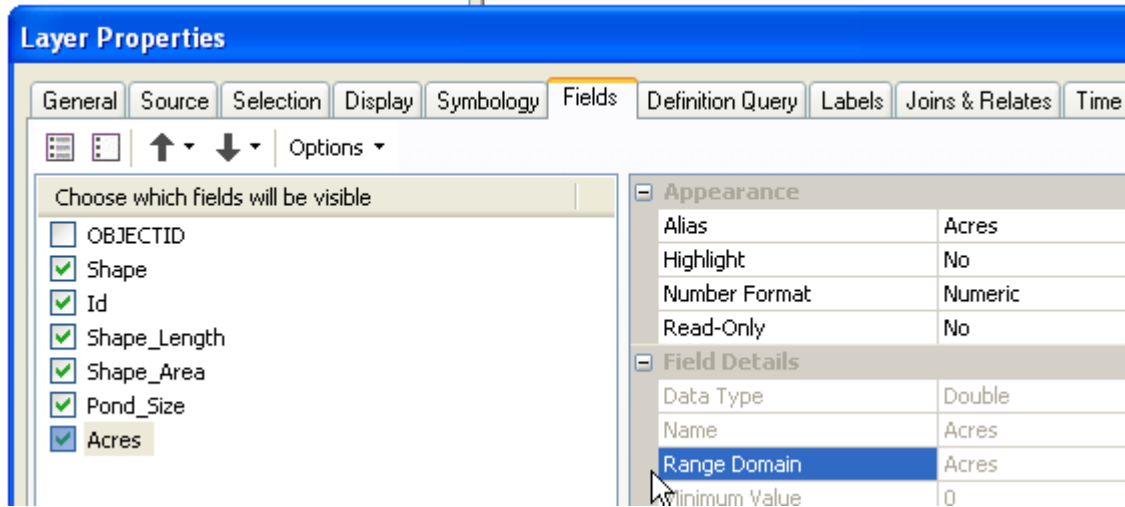 Layer Properties
General Source Selection Display Symbology Fields Definition Query Labels Joins & Relates Time
Options
Choose which fields will be visible
OBJECTID
Shape
Id
Shape_Length
Shape_Area
Pond_Size
Acres
Appearance
Alias Acres
Highlight No
Number Format Numeric
Read-Only No
Field Details
Data Type Double
Name Acres
Range Domain Acres
Minimum Value 0